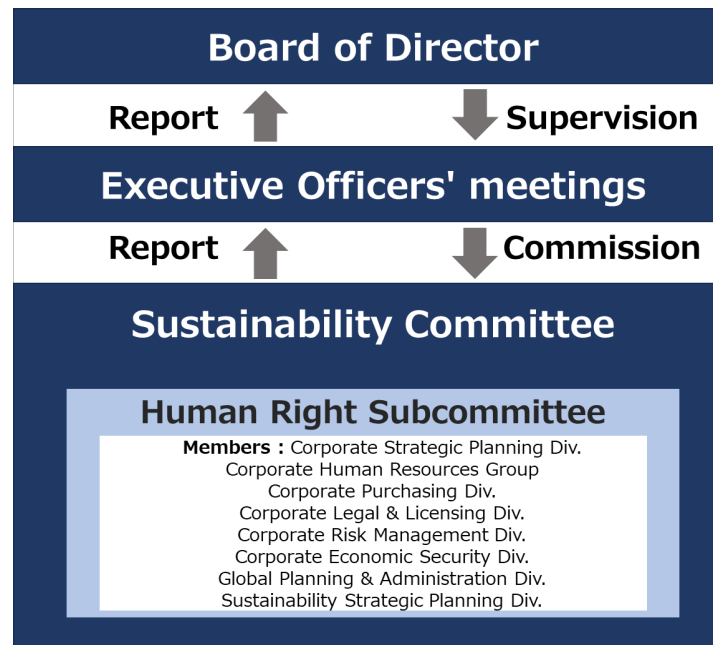 Board of Director
Report Supervision
Executive Officers' meetings
Report Commission
Sustainability Committee
Human Right Subcommittee
Members : Corporate Strategic Planning Div.
Corporate Human Resources Group
Corporate Purchasing Div.
Corporate Legal & Licensing Div.
Corporate Risk Management Div.
Corporate Economic Security Div.
Global Planning & Administration Div.
Sustainability Strategic Planning Div.